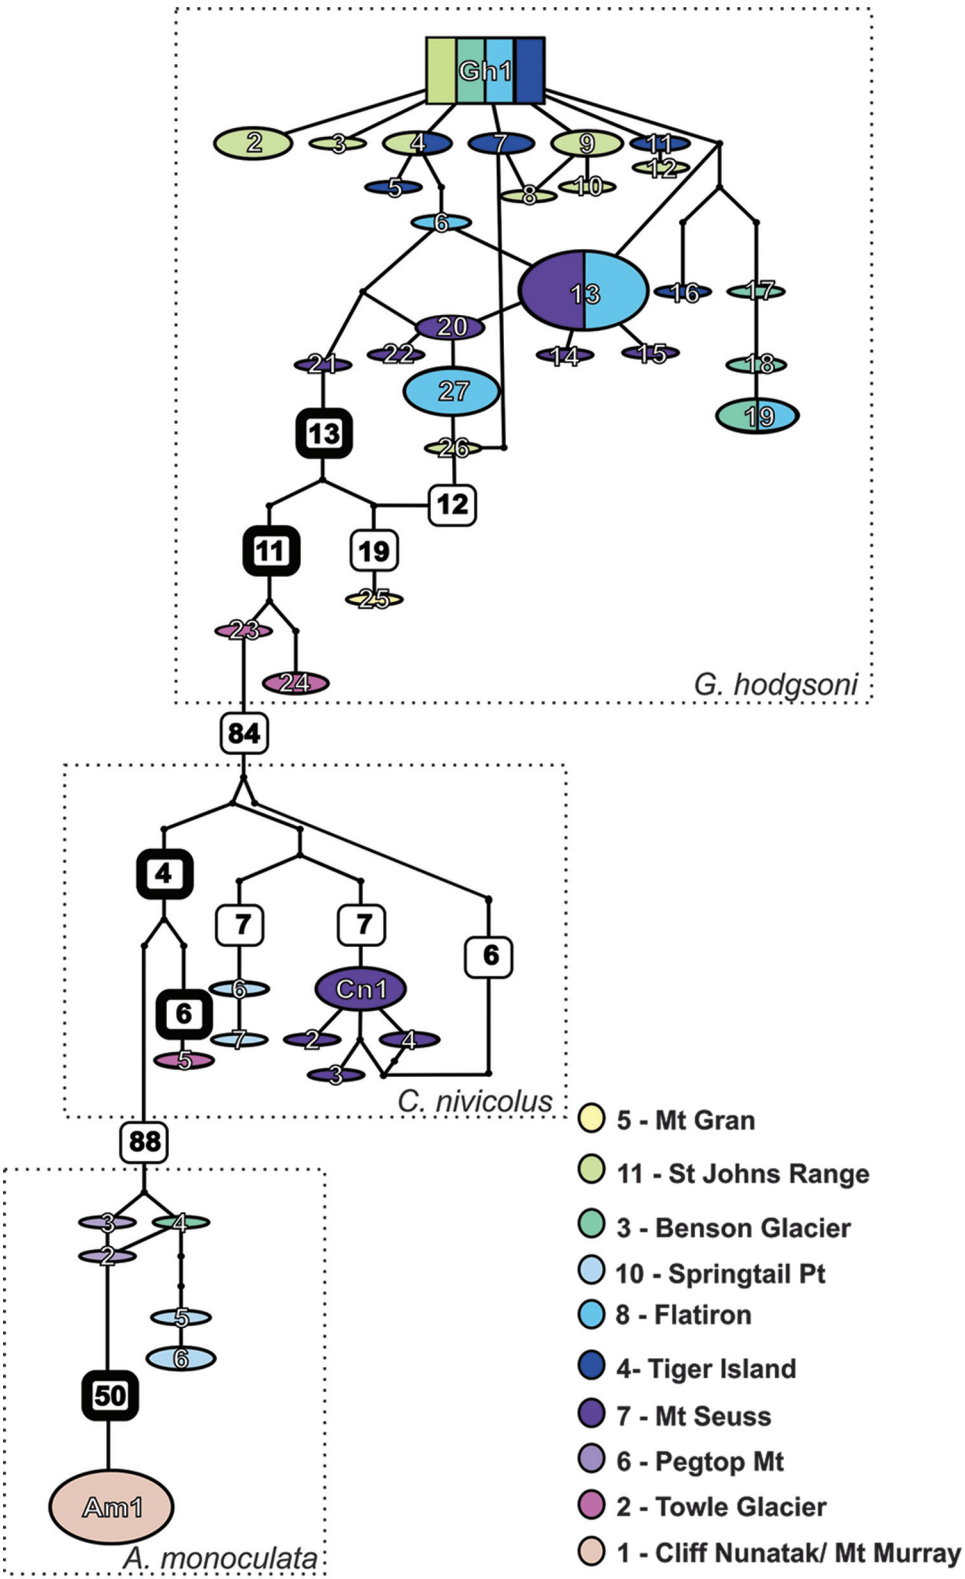 Gh1
2 3 4 7 9 11
12
5 8 10
6
13 16 17
20
22 14 15
21 18
27 19
13
26
12
11 19
25
23
24
G. hodgsoni
84
4
7 7
6
6 Cn1
6
2 4
7
5 3
C. nivicolus
88
3 4
2
5
6
50
Am1
A. monoculata
5 - Mt Gran
11 - St Johns Range
3 - Benson Glacier
10 - Springtail Pt
8 - Flatiron
4- Tiger Island
7 - Mt Seuss
6 - Pegtop Mt
2 - Towle Glacier
1 - Cliff Nunatak/ Mt Murray